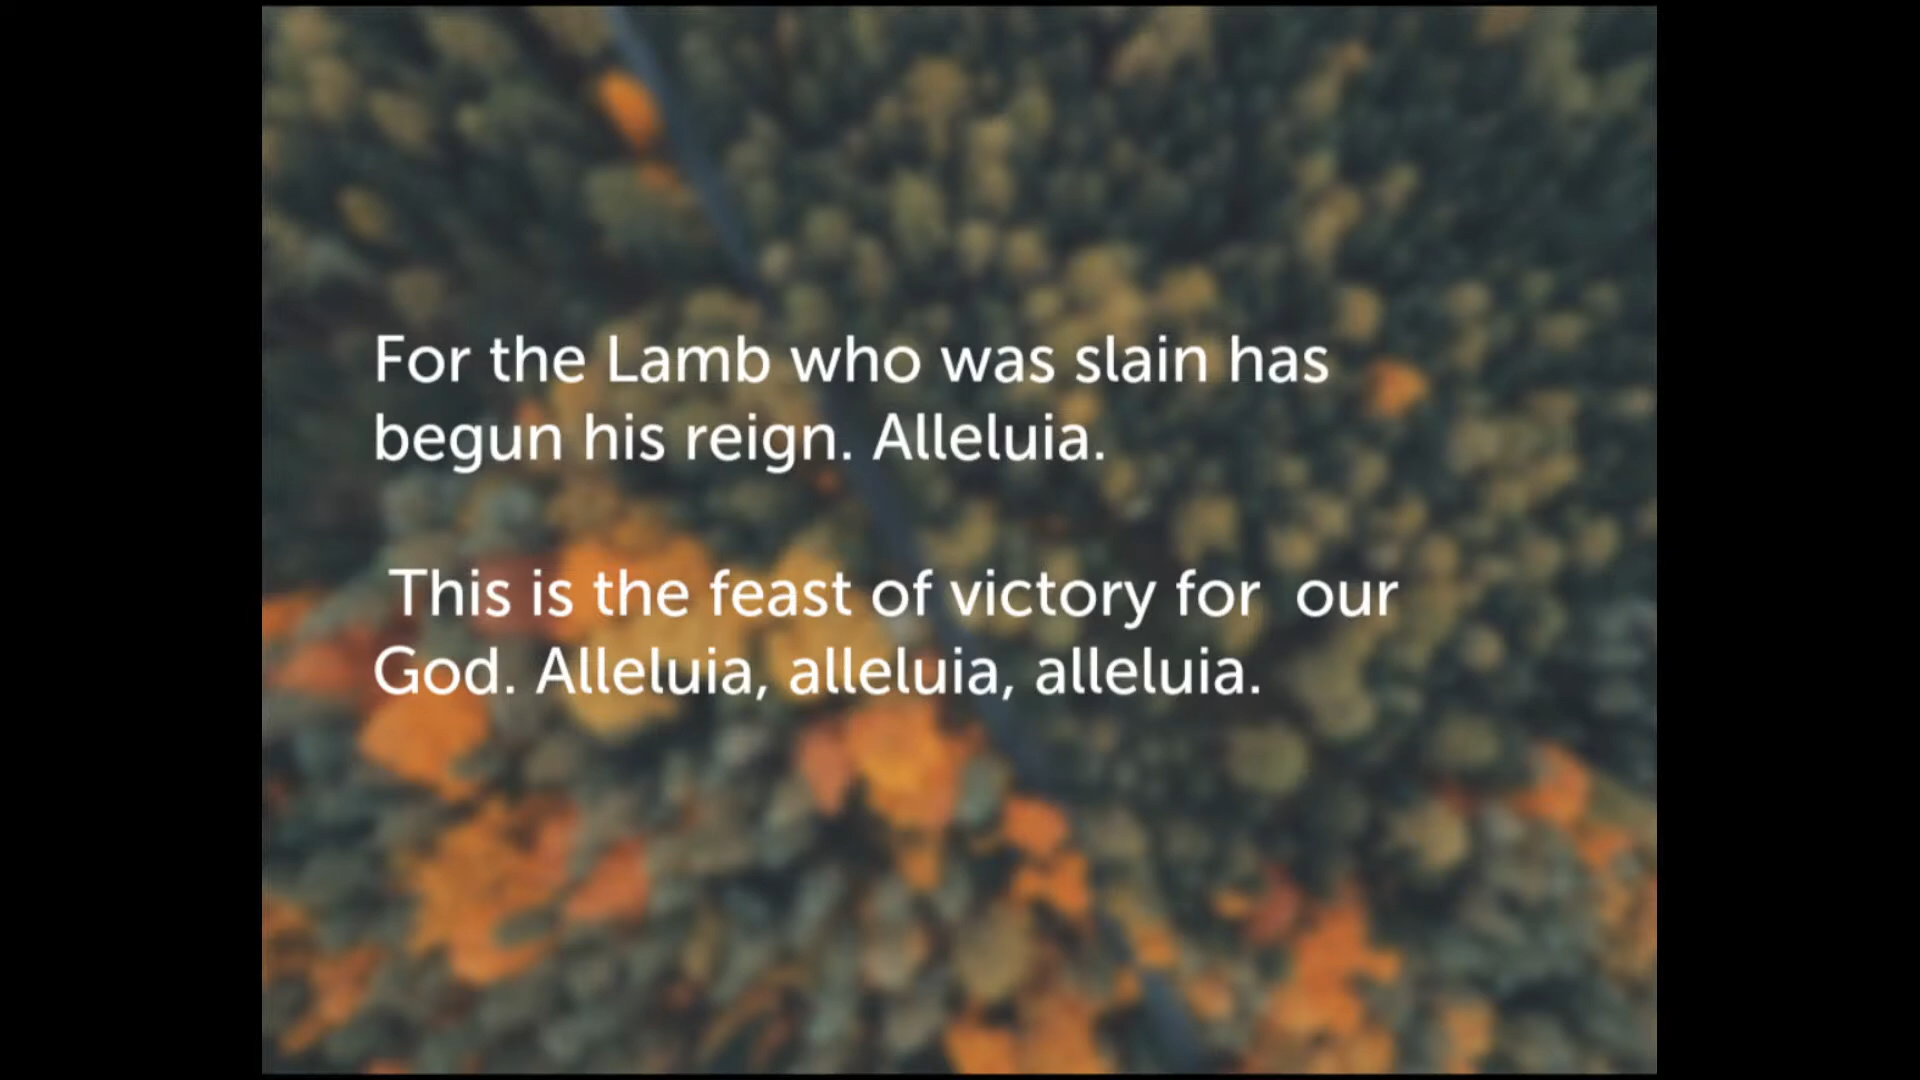 For the Lamb who was slain has
begun his reign. Alleluia.
This is the feast of victory for  our
God. Alleluia, alleluia, alleluia.